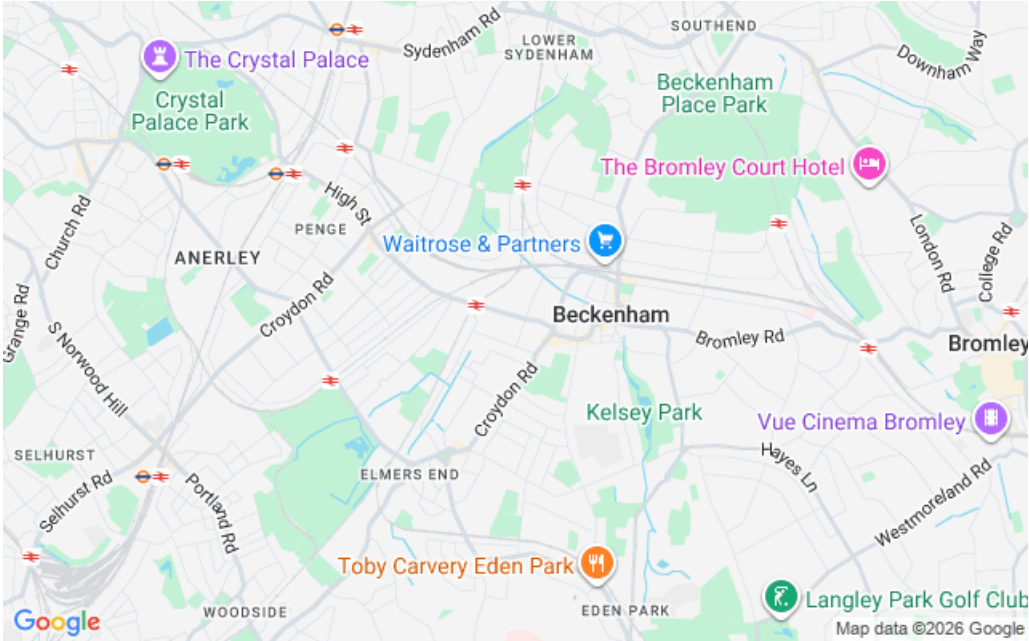 SOUTHEND
Sydenham Rd
LOWER
SYDENHAM
Downham Way
The Crystal Palace
Beckenham
Place Park
Crystal
Palace Park
The Bromley Court Hotel
High St
Church Rd
PENGE
Waitrose & Partners
London Rd
College Rd
ANERLEY
Croydon Rd
Grange Rd
Beckenham
Bromley Rd
Bromley
S Norwood Hill
Croydon Rd
Kelsey Park
Vue Cinema Bromley
SELHURST
Hayes Ln
ELMERS END
Westmoreland Rd
Selhurst Rd
Portland Rd
Toby Carvery Eden Park
EDEN PARK
Langley Park Golf Club
WOODSIDE
Google
Map data ©2026 Google